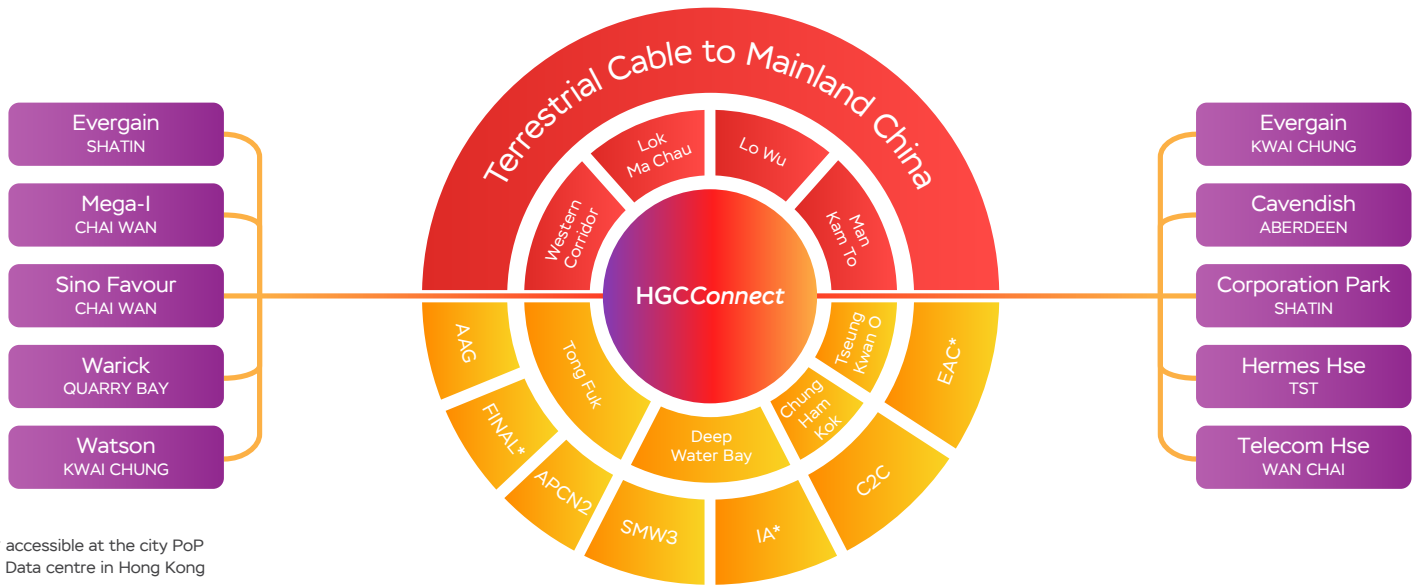 Terrestrial Cable to Mainland China
Evergain
SHATIN
Mega-I
CHAI WAN
Sino Favour
CHAI WAN
Warick
QUARRY BAY
Watson
KWAI CHUNG
Western
Corridor
Lok
Ma Chau
Lo Wu
Man
Kam To
HGCConnect
Tong Fuk
Deep
Water Bay
Chung
Ham
Kok
Tseung
Kwan O
AAG
FINAL*
APCN2
SMW3
IA*
C2C
EAC*
Evergain
KWAI CHUNG
Cavendish
ABERDEEN
Corporation Park
SHATIN
Hermes Hse
TST
Telecom Hse
WAN CHAI
accessible at the city PoP
Data centre in Hong Kong